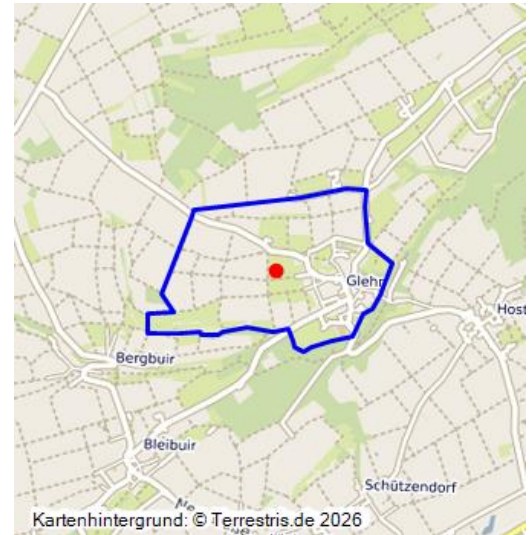 Glehn
Host
Bergbuir
Bleibuir
Schützendorf
Kartenhintergrund: © Terrestris.de 2026